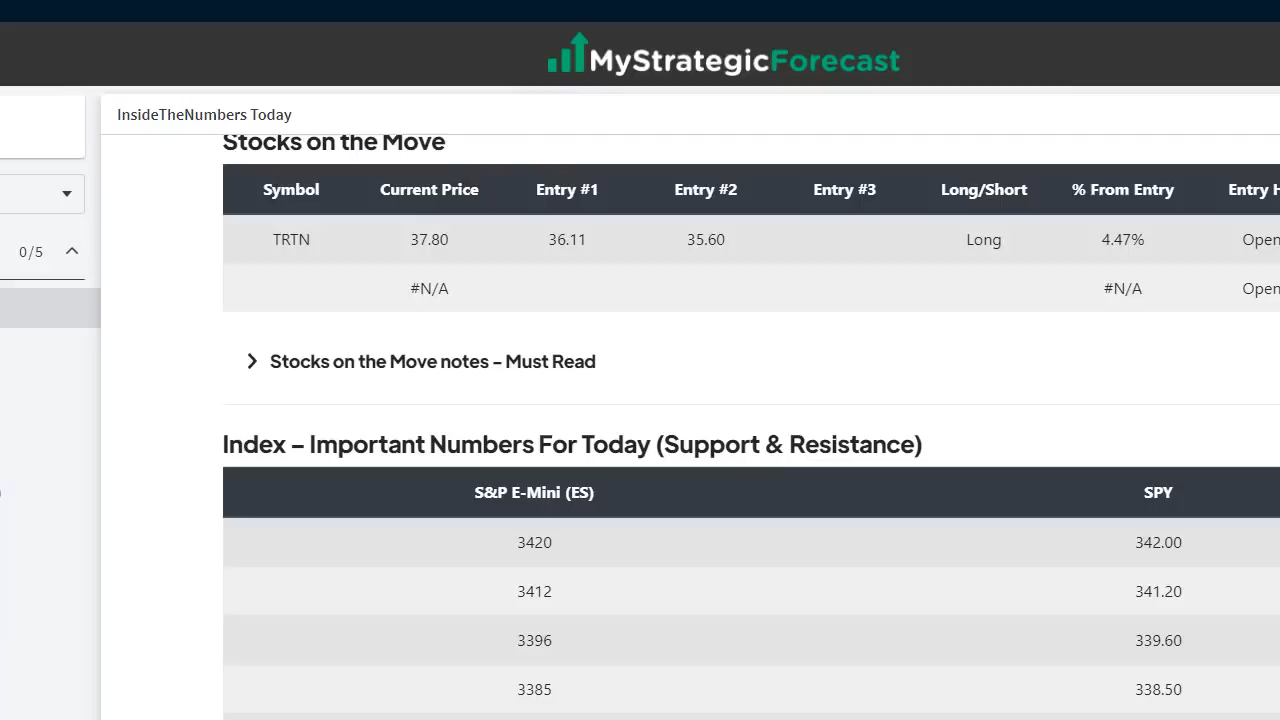 MyStrategicForecast
InsideTheNumbers Today
Stocks on the Move
Symbol Current Price Entry #1 Entry #2 Entry #3 Long/Short % From Entry Entry H
TRTN 37.80 36.11 35.60 Long 4.47% Open
0/5
#N/A #N/A Open
Stocks on the Move notes – Must Read
Index – Important Numbers For Today (Support & Resistance)
S&P E-Mini (ES) SPY
3420 342.00
3412 341.20
3396 339.60
3385 338.50